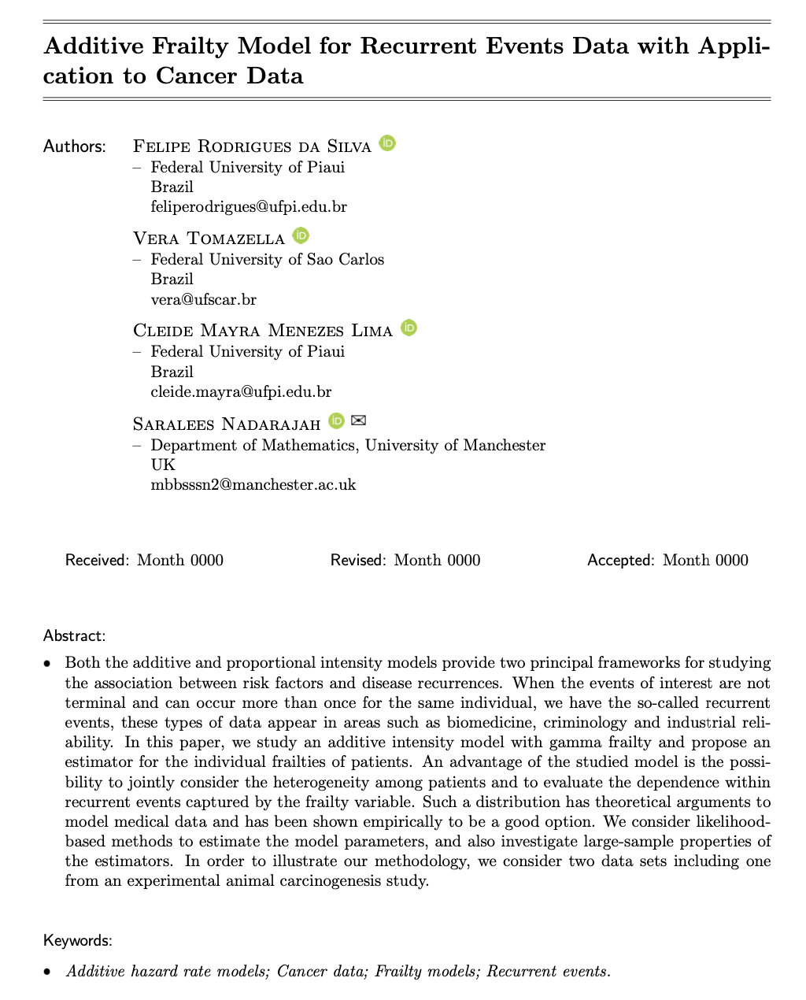 Additive Frailty Model for Recurrent Events Data with Appli-
cation to Cancer Data
Authors: FELIPE RODRIGUES DA SILVA iD
– Federal University of Piaui
Brazil
feliperodrigues@ufpi.edu.br
VERA TOMAZELLA iD
– Federal University of Sao Carlos
Brazil
vera@ufscar.br
CLEIDE MAYRA MENEZES LIMA iD
– Federal University of Piaui
Brazil
cleide.mayra@ufpi.edu.br
SARALEES NADARAJAH iD ✉
– Department of Mathematics, University of Manchester
UK
mbbsssn2@manchester.ac.uk
Received: Month 0000 Revised: Month 0000 Accepted: Month 0000
Abstract:
• Both the additive and proportional intensity models provide two principal frameworks for studying
the association between risk factors and disease recurrences. When the events of interest are not
terminal and can occur more than once for the same individual, we have the so-called recurrent
events, these types of data appear in areas such as biomedicine, criminology and industrial reli-
ability. In this paper, we study an additive intensity model with gamma frailty and propose an
estimator for the individual frailties of patients. An advantage of the studied model is the possi-
bility to jointly consider the heterogeneity among patients and to evaluate the dependence within
recurrent events captured by the frailty variable. Such a distribution has theoretical arguments to
model medical data and has been shown empirically to be a good option. We consider likelihood-
based methods to estimate the model parameters, and also investigate large-sample properties of
the estimators. In order to illustrate our methodology, we consider two data sets including one
from an experimental animal carcinogenesis study.
Keywords:
• Additive hazard rate models; Cancer data; Frailty models; Recurrent events.